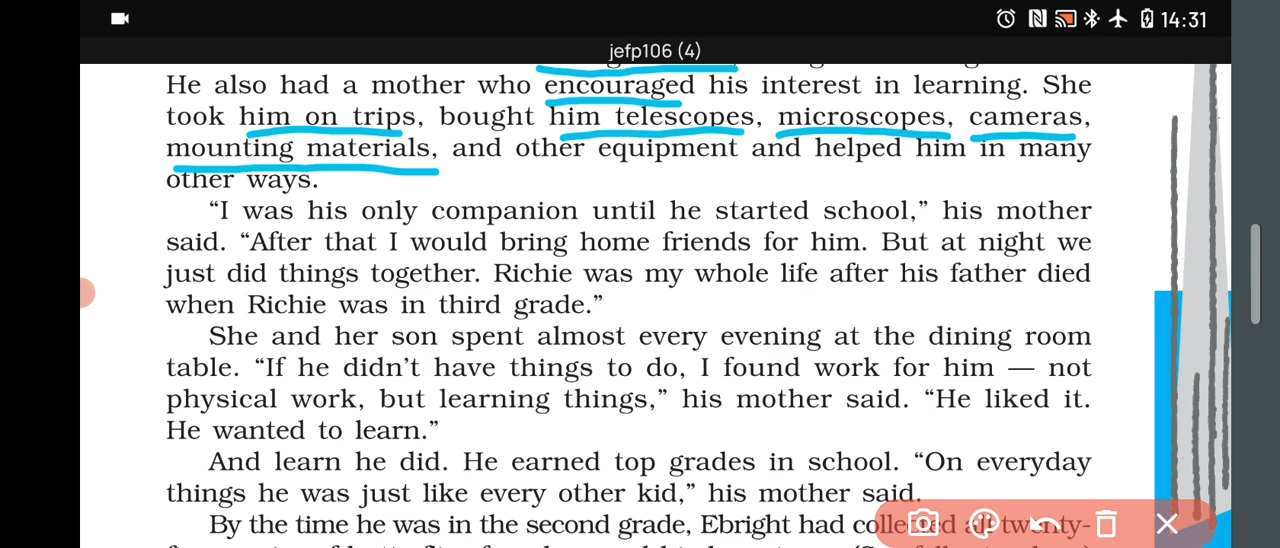 14:31
jefp106 (4)
He also had a mother who encouraged his interest in learning. She
took him on trips, bought him telescopes, microscopes, cameras,
mounting materials, and other equipment and helped him in many
other ways.
“I was his only companion until he started school,” his mother
said. “After that I would bring home friends for him. But at night we
just did things together. Richie was my whole life after his father died
when Richie was in third grade.”
She and her son spent almost every evening at the dining room
table. “If he didn’t have things to do, I found work for him — not
physical work, but learning things,” his mother said. “He liked it.
He wanted to learn.”
And learn he did. He earned top grades in school. “On everyday
things he was just like every other kid,” his mother said.
By the time he was in the second grade, Ebright had collected all twenty-